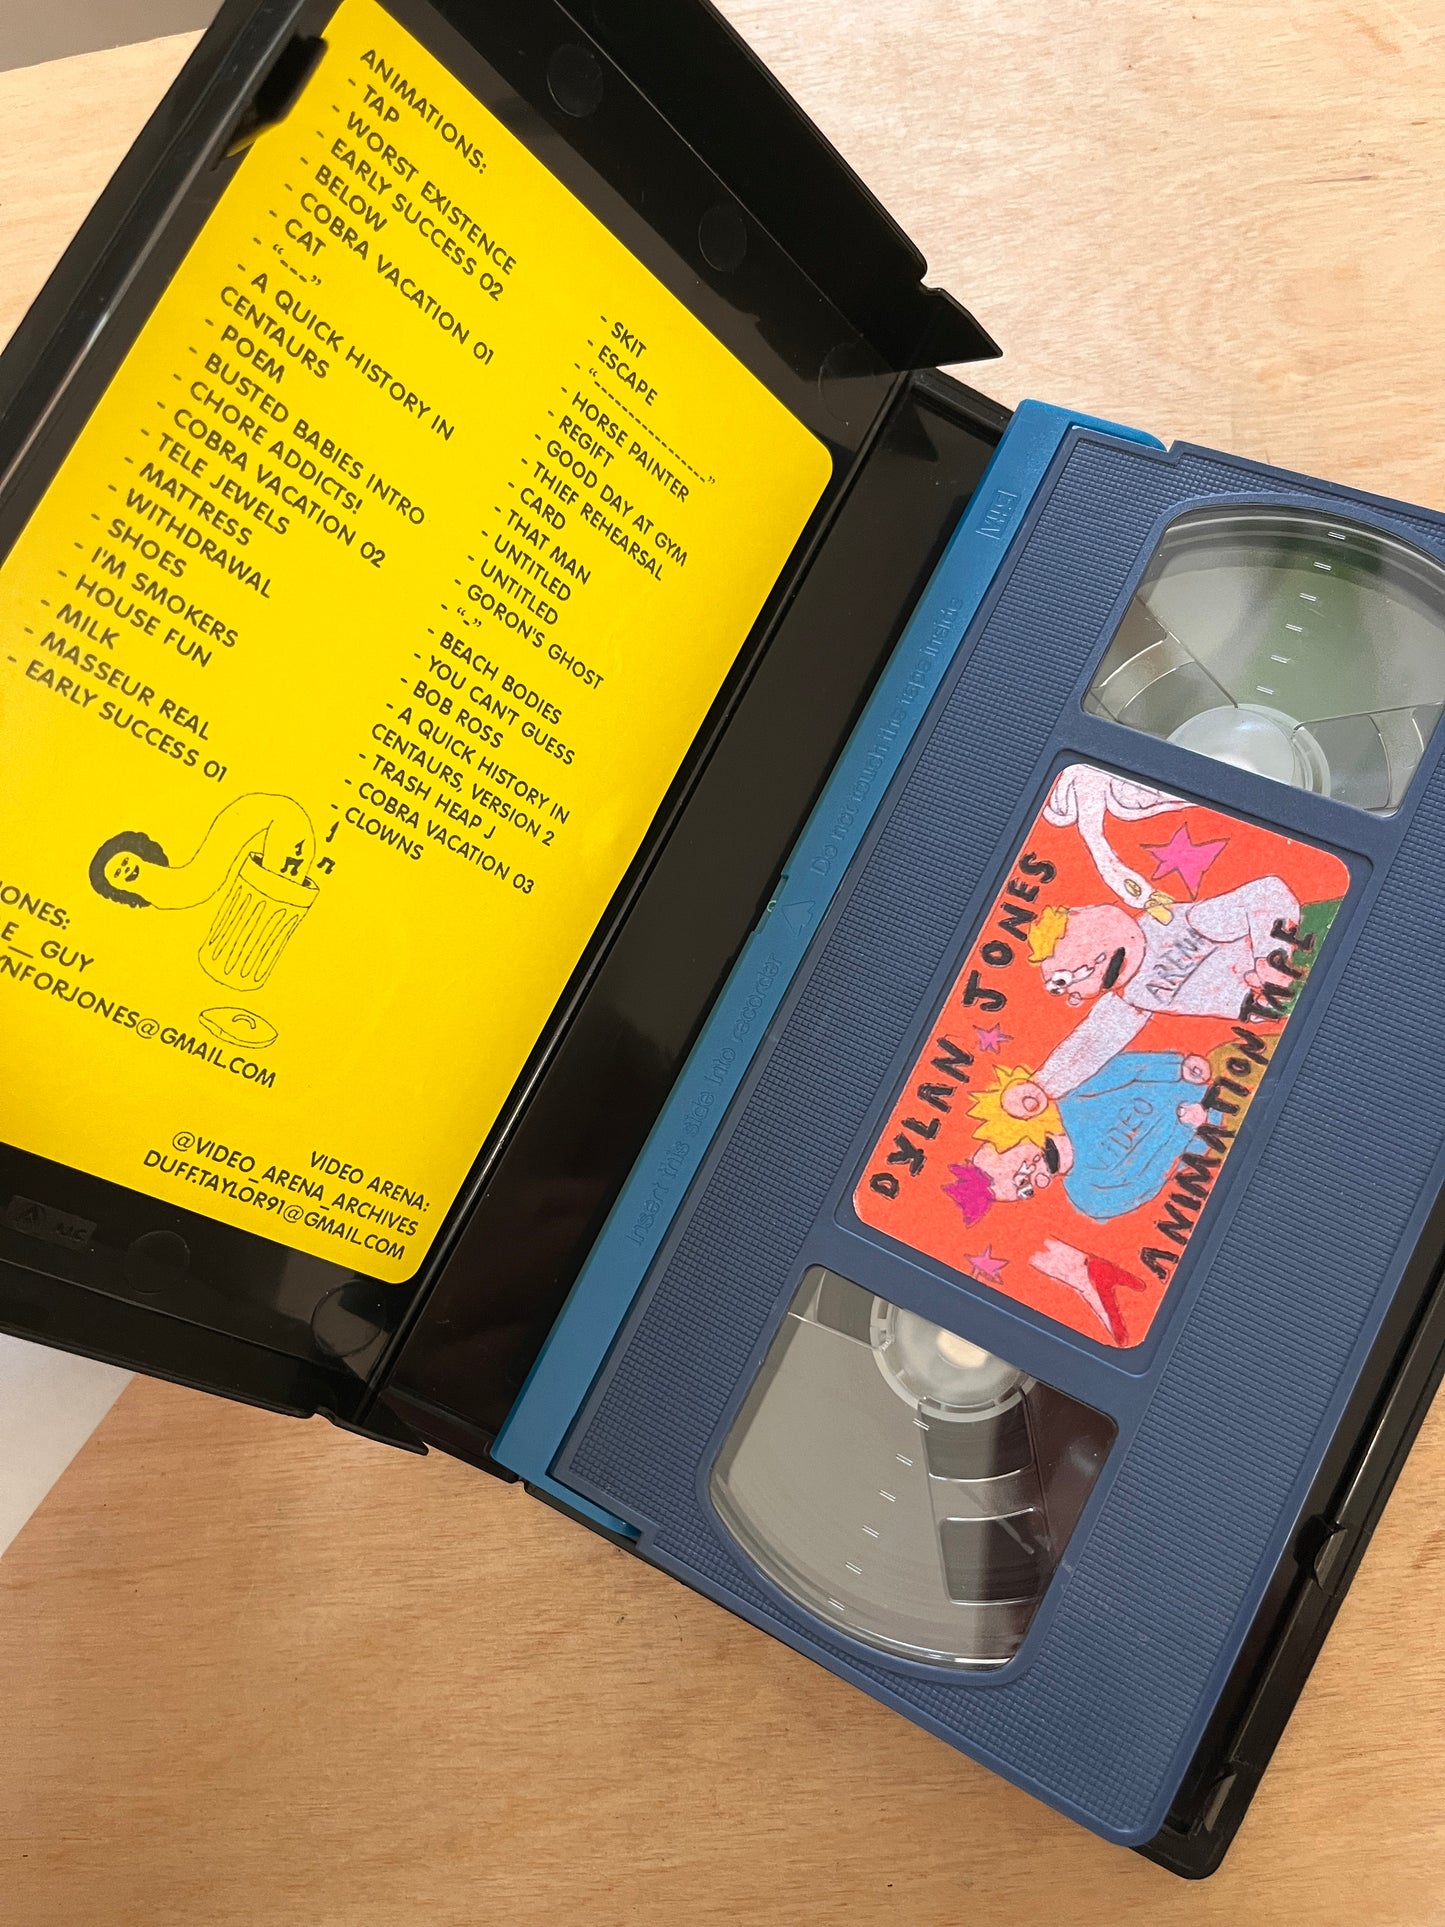 ANIMATIONS:
- TAP
- WORST EXISTENCE
- EARLY SUCCESS 02
- BELOW
- COBRA VACATION 01
- CAT
- “---”
- A QUICK HISTORY IN
CENTAURS
- POEM
- BUSTED BABIES INTRO
- CHORE ADDICTS!
- COBRA VACATION 02
- TELE JEWELS
- MATTRESS
- WITHDRAWAL
- SHOES
- I'M SMOKERS
- HOUSE FUN
- MILK
- MASSEUR REAL
- EARLY SUCCESS 01
- SKIT
- ESCAPE
- “-----------------”
- HORSE PAINTER
- REGIFT
- GOOD DAY AT GYM
- THIEF REHEARSAL
- CARD
- THAT MAN
- UNTITLED
- UNTITLED
- GORON'S GHOST
- “-”
- BEACH BODIES
- YOU CAN'T GUESS
- BOB ROSS
- A QUICK HISTORY IN
CENTAURS, VERSION 2
- TRASH HEAP J
- COBRA VACATION 03
- CLOWNS
JONES:
E__GUY
YNFORJONES@GMAIL.COM
VIDEO ARENA:
@VIDEO_ARENA_ARCHIVES
DUFF.TAYLOR91@GMAIL.COM
VHS
Do not touch the tape inside
Insert this side into recorder
DYLAN JONES
ARENA
VIDEO
ANIMATION TAPE